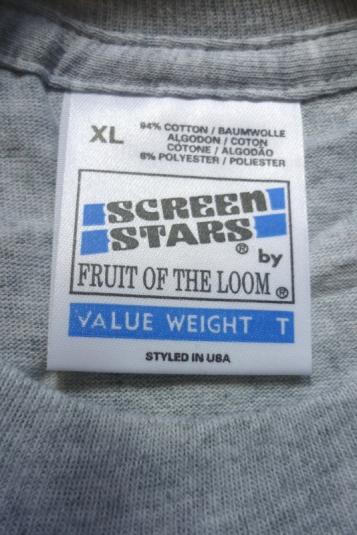 XL
94% COTTON / BAUMWOLLE
ALGODON / COTON
COTONE / ALGODÃO
6% POLYESTER / POLIESTER
SCREEN
STARS ®
by
FRUIT OF THE LOOM ®
VALUE WEIGHT T
STYLED IN USA